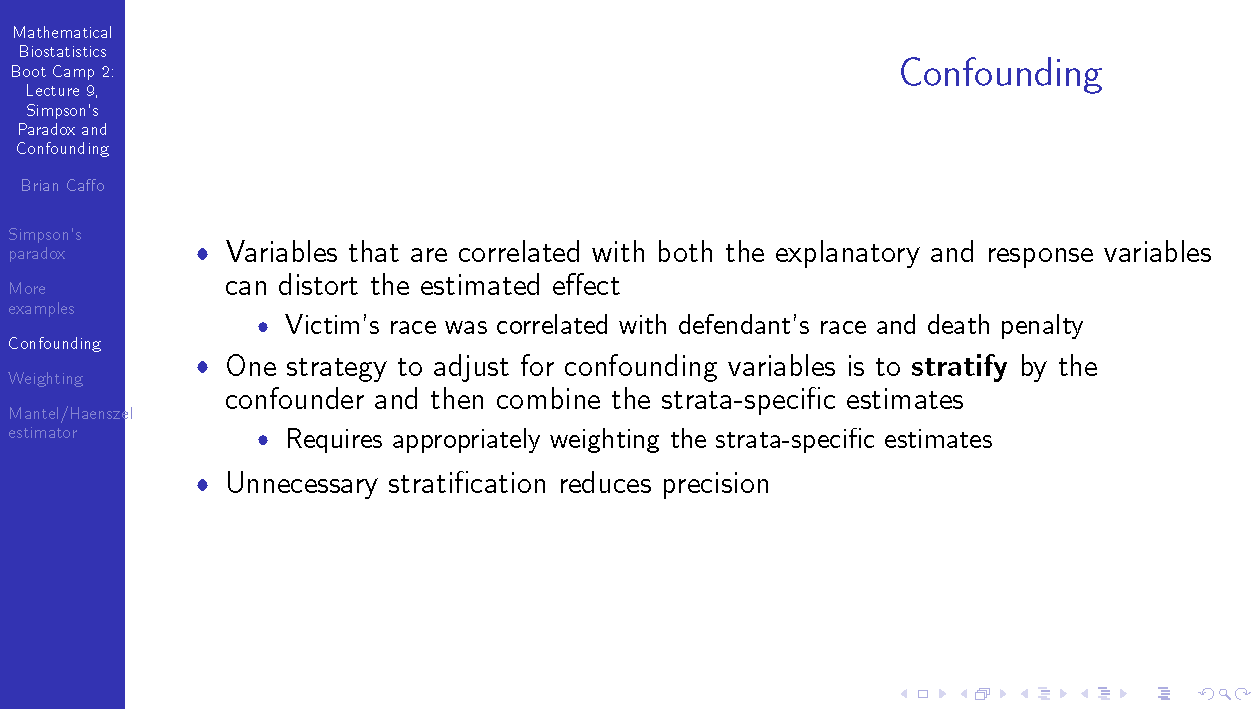 Mathematical
Biostatistics
Boot Camp 2:
Lecture 9,
Simpson's
Paradox and
Confounding
Brian Caffo
Simpson's
paradox
More
examples
Confounding
Weighting
Mantel/Haenszel
estimator
Confounding
• Variables that are correlated with both the explanatory and response variables
can distort the estimated effect
• Victim's race was correlated with defendant's race and death penalty
• One strategy to adjust for confounding variables is to stratify by the
confounder and then combine the strata-specific estimates
• Requires appropriately weighting the strata-specific estimates
• Unnecessary stratification reduces precision